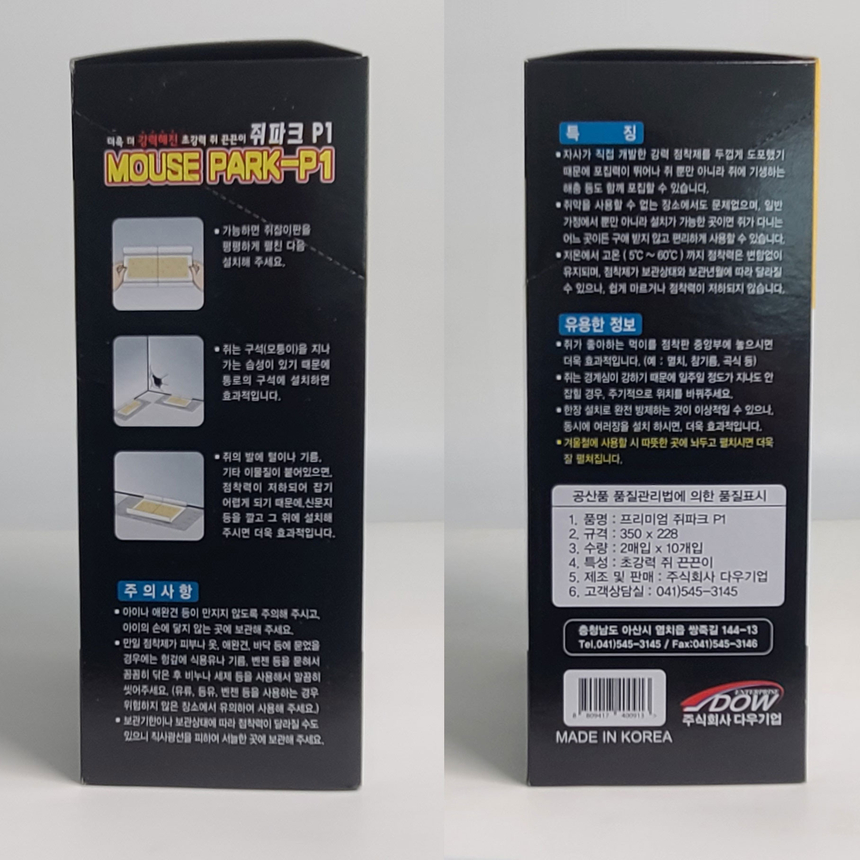 더욱 더 강력해진 초강력 쥐 끈끈이 쥐파크 P1
MOUSE PARK-P1
• 가능하면 쥐잡이판을
평평하게 펼친 다음
설치해 주세요.
• 쥐는 구석(모퉁이)을 지나
가는 습성이 있기 때문에
통로의 구석에 설치하면
효과적입니다.
• 쥐의 발에 털이나 기름,
기타 이물질이 붙어있으면,
점착력이 저하되어 잡기
어렵게 되기 때문에,신문지
등을 깔고 그 위에 설치해
주시면 더욱 효과적입니다.
주 의 사 항
• 아이나 애완견 등이 만지지 않도록 주의해 주시고,
아이의 손에 닿지 않는 곳에 보관해 주세요.
• 만일 점착제가 피부나 옷, 애완견, 바닥 등에 묻었을
경우에는 헝겊에 식용유나 기름, 벤젠 등을 묻혀서
꼼꼼히 닦은 후 비누나 세제 등을 사용해서 말끔히
씻어주세요. (유류, 등유, 벤젠 등을 사용하는 경우
위험하지 않은 장소에서 유의하여 사용해 주세요.)
• 보관기한이나 보관상태에 따라 점착력이 달라질 수도
있으니 직사광선을 피하여 서늘한 곳에 보관해 주세요.
특 징
• 자사가 직접 개발한 강력 점착제를 두껍게 도포했기
때문에 포집력이 뛰어나 쥐 뿐만 아니라 쥐에 기생하는
해충 등도 함께 포집할 수 있습니다.
• 쥐약을 사용할 수 없는 장소에서도 문제없으며, 일반
가정에서 뿐만 아니라 설치가 가능한 곳이면 쥐가 다니는
어느 곳이든 구애 받지 않고 편리하게 사용할 수 있습니다.
• 저온에서 고온 ( 5℃ ~ 60℃ ) 까지 점착력은 변함없이
유지되며, 점착제가 보관상태와 보관년월에 따라 달라질
수 있으나, 쉽게 마르거나 점착력이 저하되지 않습니다.
유용한 정보
• 쥐가 좋아하는 먹이를 점착판 중앙부에 놓으시면
더욱 효과적입니다. (예 : 멸치, 참기름, 곡식 등)
• 쥐는 경계심이 강하기 때문에 일주일 정도가 지나도 안
잡힐 경우, 주기적으로 위치를 바꿔주세요.
• 한장 설치로 완전 방제하는 것이 이상적일 수 있으나,
동시에 여러장을 설치 하시면, 더욱 효과적입니다.
• 겨울철에 사용할 시 따뜻한 곳에 놔두고 펼치시면 더욱
잘 펼쳐집니다.
공산품 품질관리법에 의한 품질표시
1. 품명 : 프리미엄 쥐파크 P1
2. 규격 : 350 x 228
3. 수량 : 2매입 x 10개입
4. 특성 : 초강력 쥐 끈끈이
5. 제조 및 판매 : 주식회사 다우기업
6. 고객상담실 : 041)545-3145
충청남도 아산시 염치읍 쌍죽길 144-13
Tel.041)545-3145 / Fax:041)545-3146
8 809417 400913
ENTERPRISE
DOW
주식회사 다우기업
MADE IN KOREA